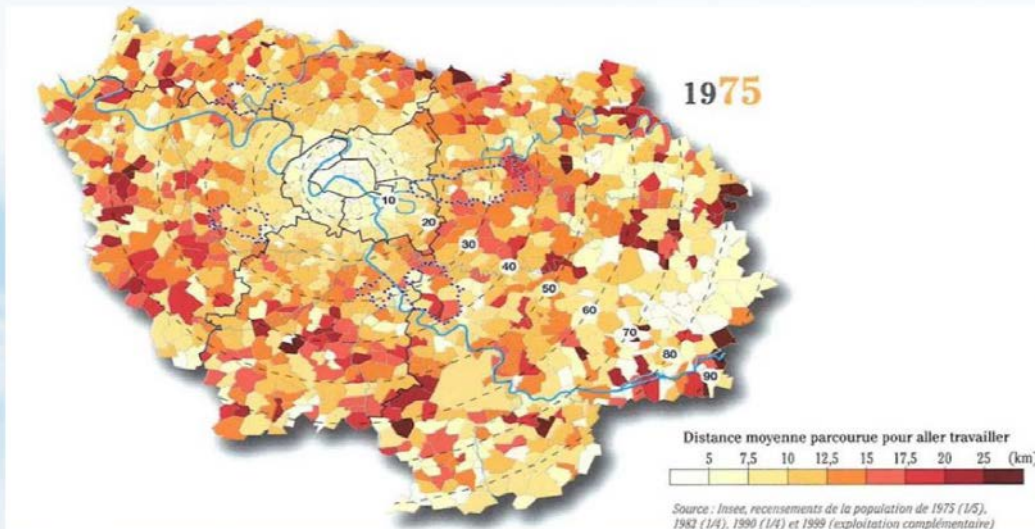 1975
10
20
30
40
50
60
70
80
90
Distance moyenne parcourue pour aller travailler
5 7,5 10 12,5 15 17,5 20 25 (km)
Source : Insee, recensements de la population de 1975 (1/5),
1982 (1/4), 1990 (1/4) et 1999 (exploitation complémentaire)